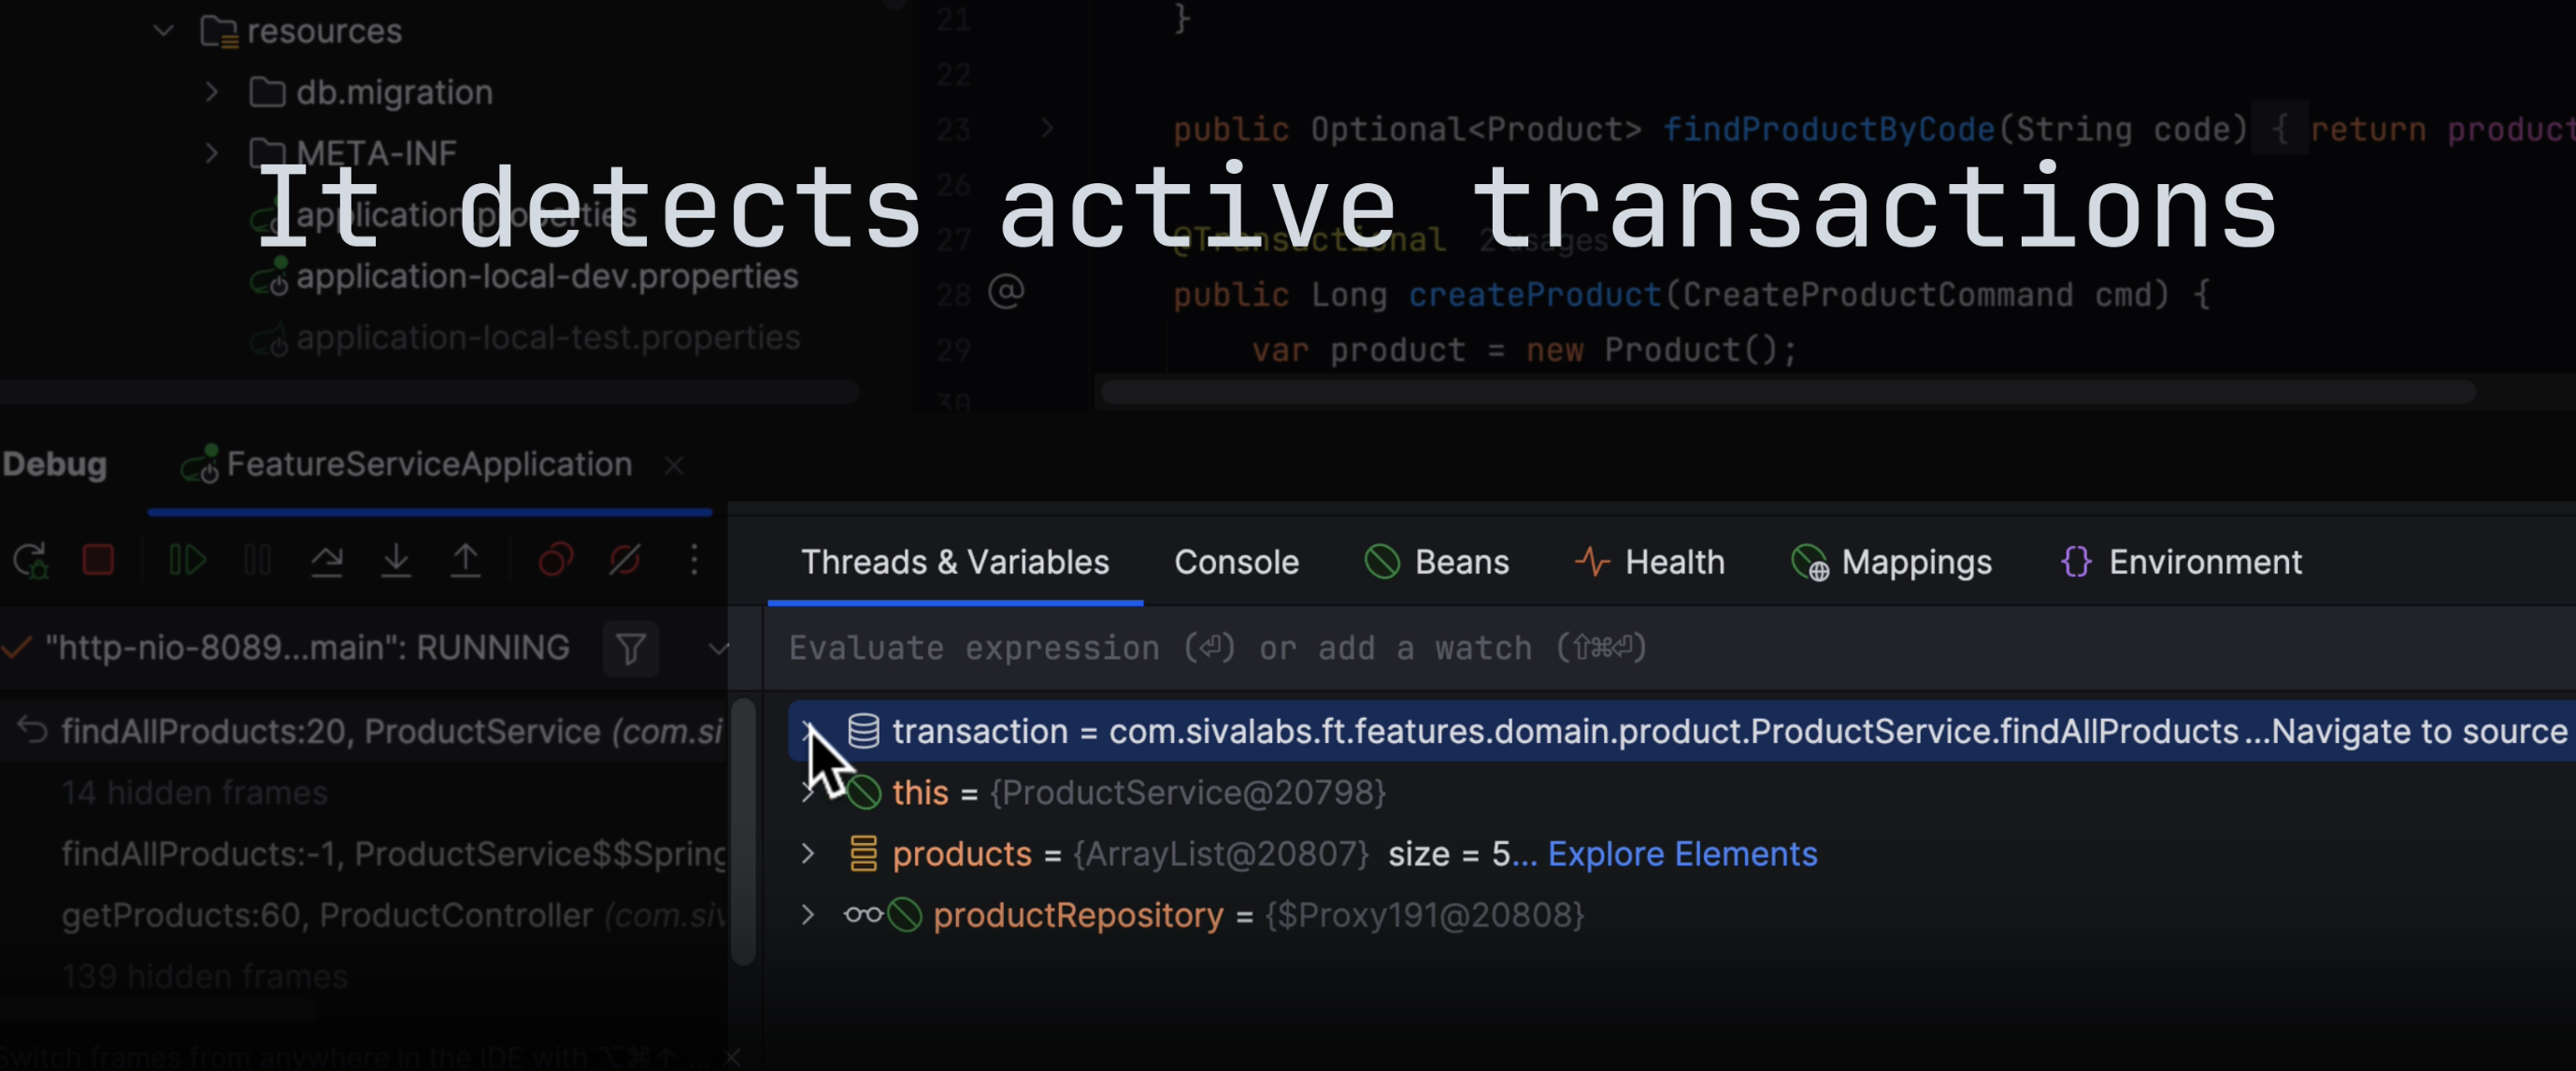 resources
db.migration
META-INF
application.properties
application-local-dev.properties
application-local-test.properties
It detects active transactions
21 }
22
23 public Optional<Product> findProductByCode(String code) { return product
26
27 @Transactional 2 usages
28 public Long createProduct(CreateProductCommand cmd) {
29 var product = new Product();
30
Debug FeatureServiceApplication
Threads & Variables Console Beans Health Mappings Environment
"http-nio-8089...main": RUNNING
Evaluate expression (⏎) or add a watch (⇧⌘⏎)
findAllProducts:20, ProductService (com.si
14 hidden frames
findAllProducts:-1, ProductService$$Spring
getProducts:60, ProductController (com.siv
139 hidden frames
Switch frames from anywhere in the IDE with ⌥⌘↑ ...
transaction = com.sivalabs.ft.features.domain.product.ProductService.findAllProducts ...Navigate to source
this = {ProductService@20798}
products = {ArrayList@20807} size = 5... Explore Elements
productRepository = {$Proxy191@20808}